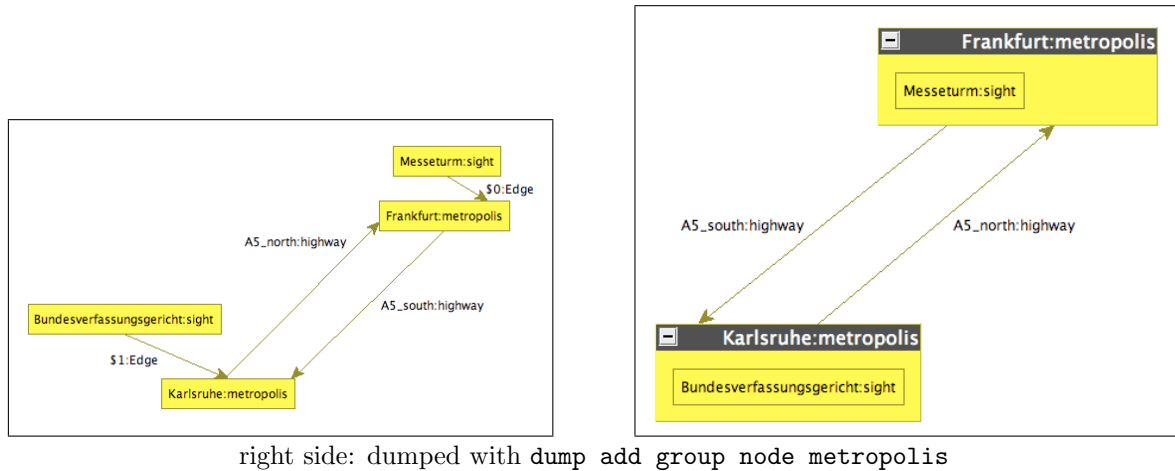 Messeturm:sight
$0:Edge
Frankfurt:metropolis
A5_north:highway
A5_south:highway
Bundesverfassungsgericht:sight
$1:Edge
Karlsruhe:metropolis
Frankfurt:metropolis
Messeturm:sight
A5_south:highway
A5_north:highway
Karlsruhe:metropolis
Bundesverfassungsgericht:sight
right side: dumped with dump add group node metropolis